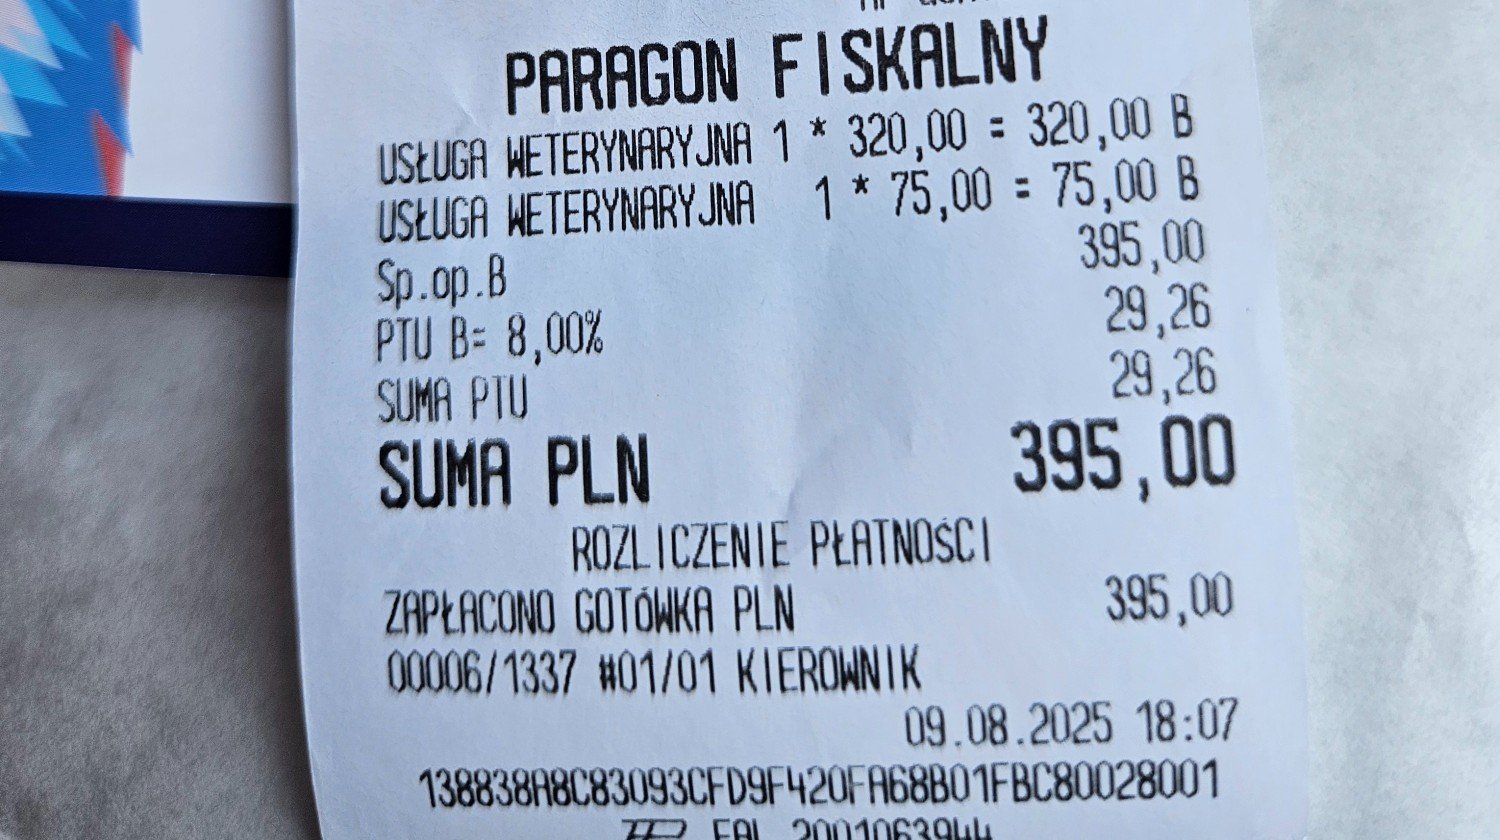 PARAGON FISKALNY
USŁUGA WETERYNARYJNA 1 * 320,00 = 320,00 B
USŁUGA WETERYNARYJNA 1 * 75,00 = 75,00 B
Sp.op.B 395,00
PTU B= 8,00% 29,26
SUMA PTU 29,26
SUMA PLN 395,00
ROZLICZENIE PŁATNOŚCI
ZAPŁACONO GOTÓWKA PLN 395,00
00006/1337 #01/01 KIEROWNIK
09.08.2025 18:07
138838A8C83093CFD9F420FA68B01FBC80028001
EAL 2001063944